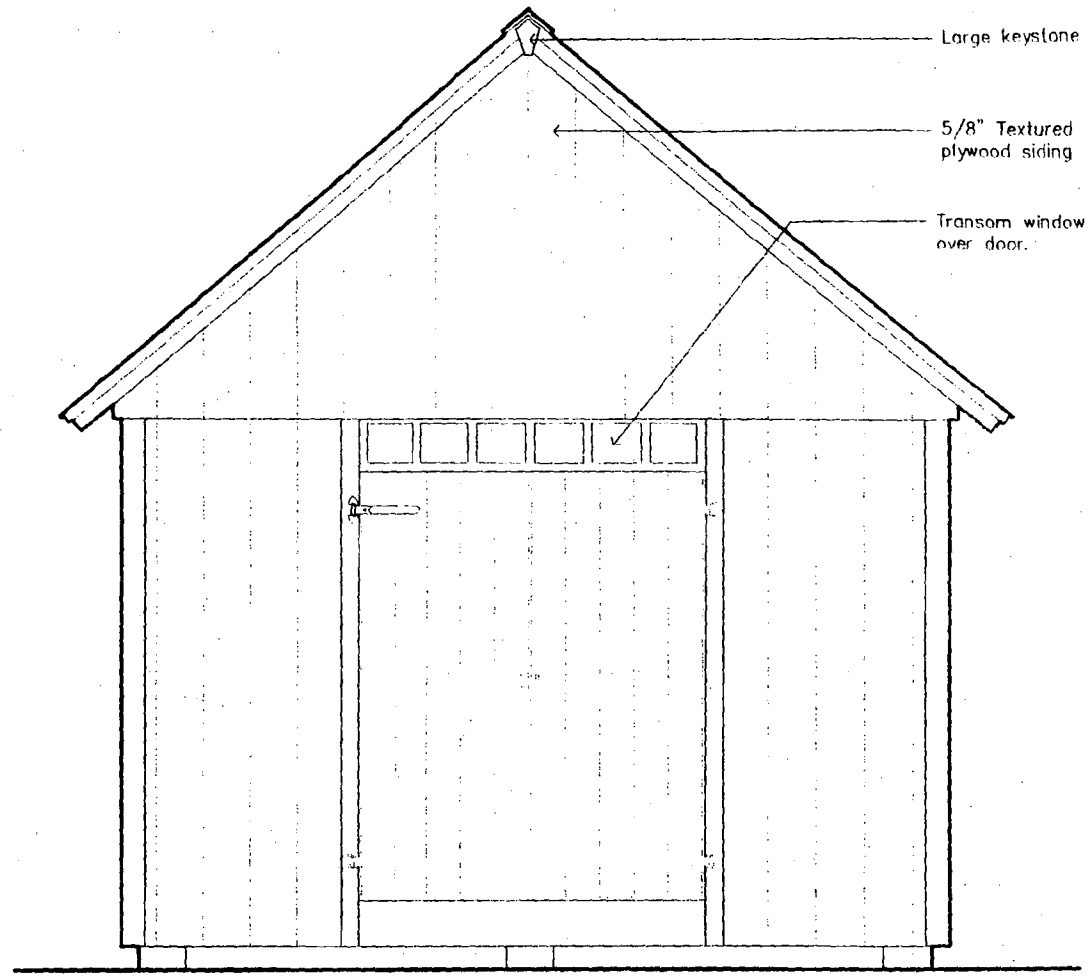 Large keystone
5/8" Textured
plywood siding
Transom window
over door.